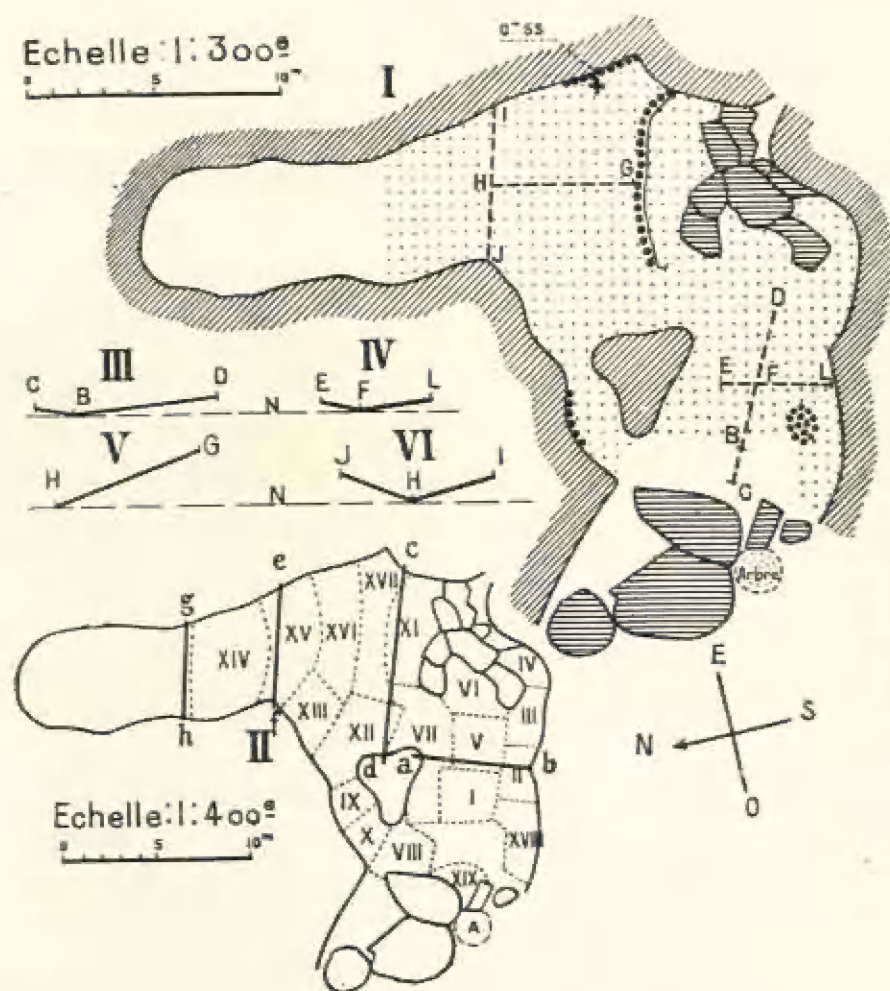 Echelle:1:300e
0 5 10m
I
0m55
I
H
G
J
D
E
F
L
B
C
Arbre
III
C
B
D
N
IV
E
F
L
V
H
G
N
VI
J
H
I
E
N
S
O
II
g
e
c
XVII
XIV
XV
XVI
XI
IV
VI
III
h
XIII
XII
VII
V
d
a
b
II
IX
I
X
VIII
XVIII
XIX
A
Echelle:1:400e
0 5 10m